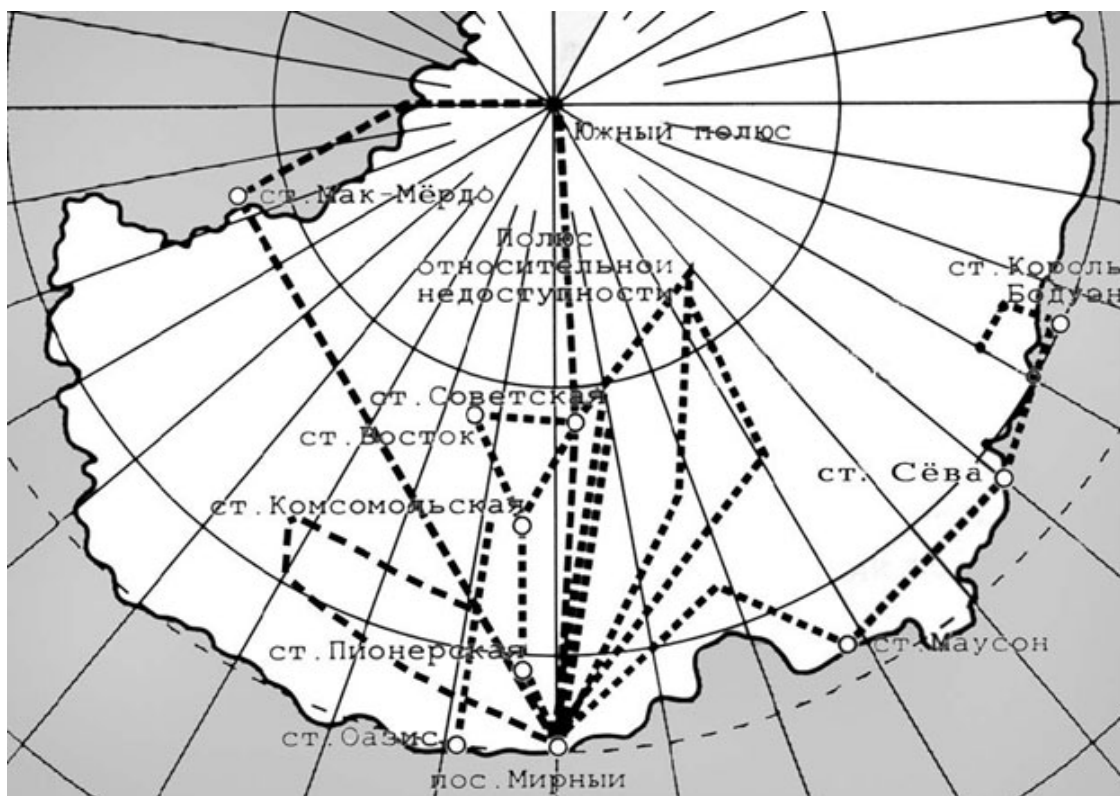 Южный полюс
ст.Мак-Мёрдо
Полюс
относительной
недоступности
ст.Король
Бодуэн
ст.Советская
ст.Восток
ст. Сёва
ст.Комсомольская
ст.Пионерская
ст.Маусон
ст.Оазис
пос.Мирный